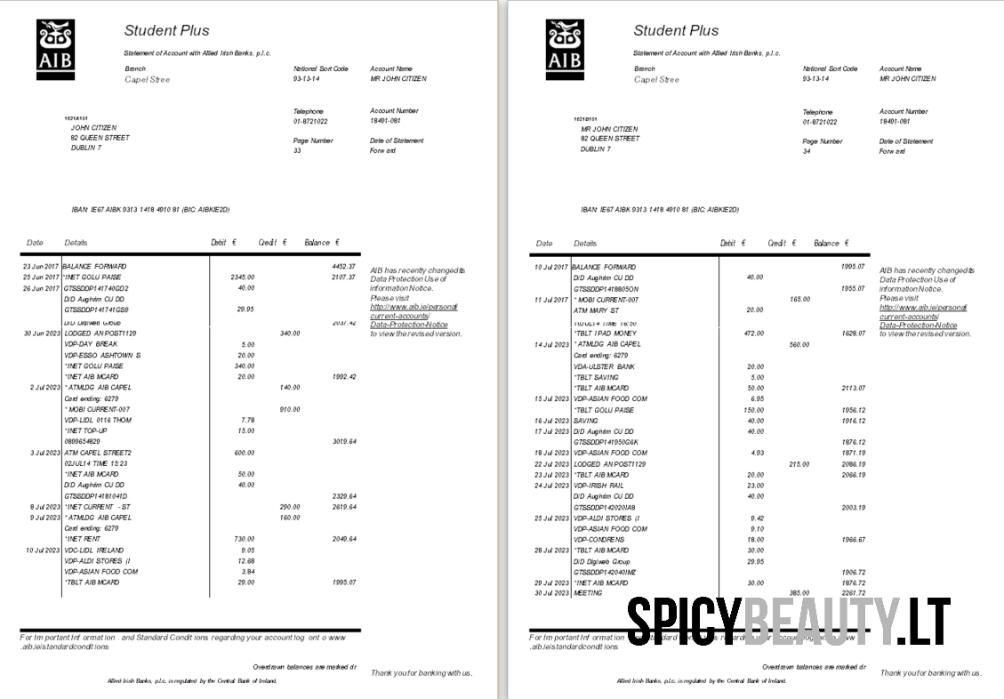 Student Plus
Statement of Account with Allied Irish Banks, p.l.c.
AIB
Branch National Sort Code Account Name
Capel Stree 93-13-14 MR JOHN CITIZEN
Telephone Account Number
01-8721022 18491-081
JOHN CITIZEN
82 QUEEN STREET Page Number Date of Statement
DUBLIN 7 33 Forward
IBAN: IE67 AIBK 9313 1418 4910 81 (BIC: AIBKIE2D)
Date Details Debit € Credit € Balance €
23 Jun 2017 BALANCE FORWARD 4452.37
25 Jun 2017 *INET GOLU PAISE 2345.00 2107.37
26 Jun 2017 GTSSDDP141740GD2 40.00
D/D Aughrim CU DD
GTSSDDP141741GS9 29.95
D/D Digiweb Group 2037.42
30 Jun 2023 LODGED AN POST1129 340.00
VDP-DAY BREAK 5.00
VDP-ESSO ASHTOWN S 20.00
*INET GOLU PAISE 340.00
*INET AIB MCARD 20.00 1992.42
2 Jul 2023 * ATMLDG AIB CAPEL 140.00
Card ending: 6279
* MOBI CURRENT-007 910.00
VDP-LIDL 0116 THOM 7.78
*INET TOP-UP 15.00
0899654829 3019.64
3 Jul 2023 ATM CAPEL STREET2 600.00
02JUL14 TIME 15:23
*INET AIB MCARD 50.00
D/D Aughrim CU DD 40.00
GTSSDDP14181041D 2329.64
8 Jul 2023 *INET CURRENT - ST 290.00 2619.64
9 Jul 2023 * ATMLDG AIB CAPEL 160.00
Card ending: 6279
*INET RENT 730.00 2049.64
10 Jul 2023 VDC-LIDL IRELAND 9.05
VDP-ALDI STORES (I 12.68
VDP-ASIAN FOOD COM 3.84
*TBLT AIB MCARD 29.00 1995.07
AIB has recently changed its
Data Protection Use of
information Notice.
Please visit
http://www.aib.ie/personal
current-accounts/
Data-Protection-Notice
to view the revised version.
For Important Information and Standard Conditions regarding your account log onto www
.aib.ie/standardconditions
Overdrawn balances are marked dr
Thank you for banking with us.
Allied Irish Banks, p.l.c. is regulated by the Central Bank of Ireland.
Student Plus
Statement of Account with Allied Irish Banks, p.l.c.
AIB
Branch National Sort Code Account Name
Capel Stree 93-13-14 MR JOHN CITIZEN
Telephone Account Number
01-8721022 18491-081
MR JOHN CITIZEN
82 QUEEN STREET Page Number Date of Statement
DUBLIN 7 34 Forward
IBAN: IE67 AIBK 9313 1418 4910 81 (BIC: AIBKIE2D)
Date Details Debit € Credit € Balance €
10 Jul 2017 BALANCE FORWARD 1995.07
D/D Aughrim CU DD 40.00
GTSSDDP1418805ON 1955.07
11 Jul 2017 * MOBI CURRENT-007 165.00
ATM MARY ST 20.00
*TBLT IPAD MONEY 472.00 1628.07
14 Jul 2023 * ATMLDG AIB CAPEL 560.00
Card ending: 6279
VDA-ULSTER BANK 20.00
*TBLT SAVING 5.00
*TBLT AIB MCARD 50.00 2113.07
15 Jul 2023 VDP-ASIAN FOOD COM 6.95
*TBLT GOLU PAISE 150.00 1956.12
16 Jul 2023 SAVING 40.00 1916.12
17 Jul 2023 D/D Aughrim CU DD 40.00
GTSSDDP141950G6K 1876.12
18 Jul 2023 VDP-ASIAN FOOD COM 4.93 1871.19
22 Jul 2023 LODGED AN POST1129 215.00 2086.19
23 Jul 2023 *TBLT AIB MCARD 20.00 2066.19
24 Jul 2023 VDP-IRISH RAIL 23.00
D/D Aughrim CU DD 40.00
GTSSDDP142020IA8 2003.19
25 Jul 2023 VDP-ALDI STORES (I 9.42
VDP-ASIAN FOOD COM 9.10
VDP-CONDRENS 18.00 1966.67
28 Jul 2023 *TBLT AIB MCARD 30.00
D/D Digiweb Group 29.95
GTSSDDP142040IMZ 1906.72
29 Jul 2023 *INET AIB MCARD 30.00 1876.72
30 Jul 2023 MEETING 385.00 2261.72
AIB has recently changed its
Data Protection Use of
information Notice.
Please visit
http://www.aib.ie/personal
current-accounts/
Data-Protection-Notice
to view the revised version.
SPICYBEAUTY.LT
For Important Information and Standard Conditions regarding your account log onto www
.aib.ie/standardconditions
Overdrawn balances are marked dr
Thank you for banking with us.
Allied Irish Banks, p.l.c. is regulated by the Central Bank of Ireland.